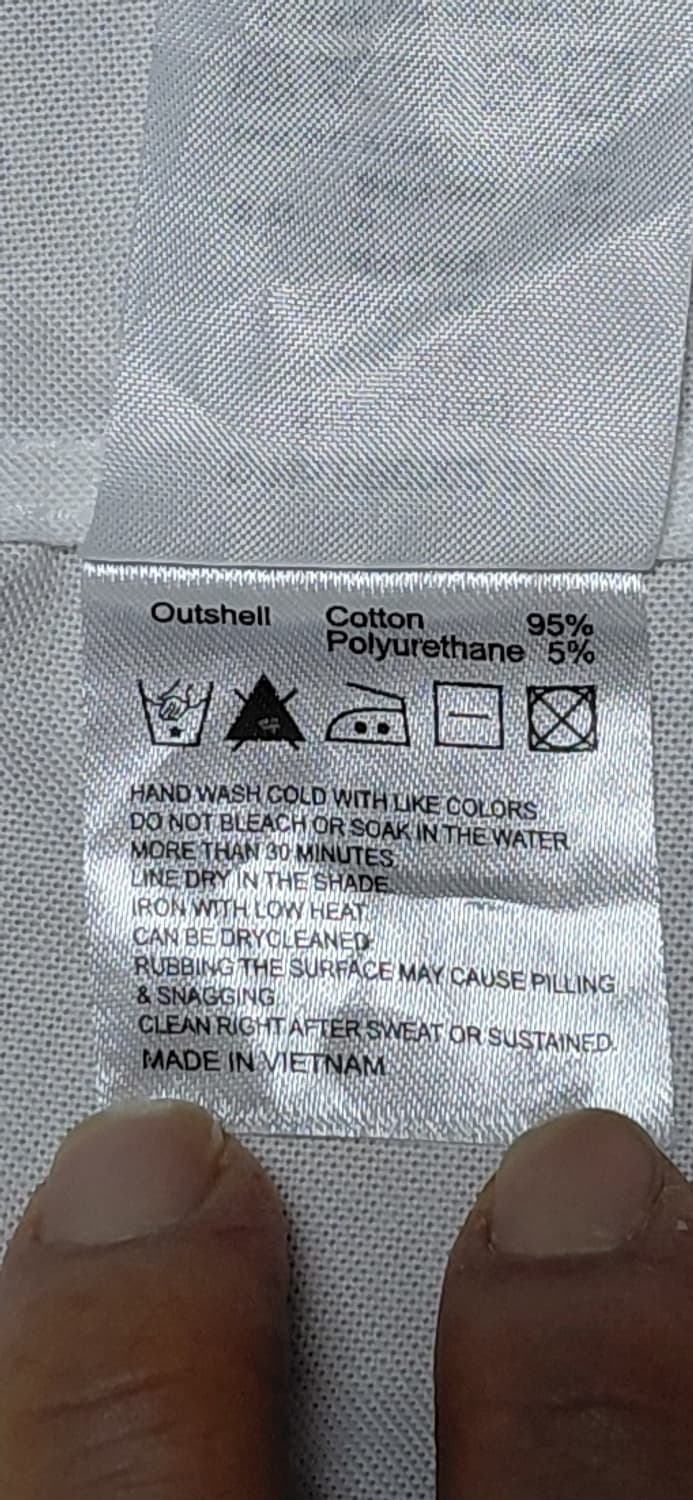 Outshell Cotton 95%
Polyurethane 5%
HAND WASH COLD WITH LIKE COLORS
DO NOT BLEACH OR SOAK IN THE WATER
MORE THAN 30 MINUTES
LINE DRY IN THE SHADE
IRON WITH LOW HEAT
CAN BE DRYCLEANED
RUBBING THE SURFACE MAY CAUSE PILLING
& SNAGGING
CLEAN RIGHT AFTER SWEAT OR SUSTAINED
MADE IN VIETNAM